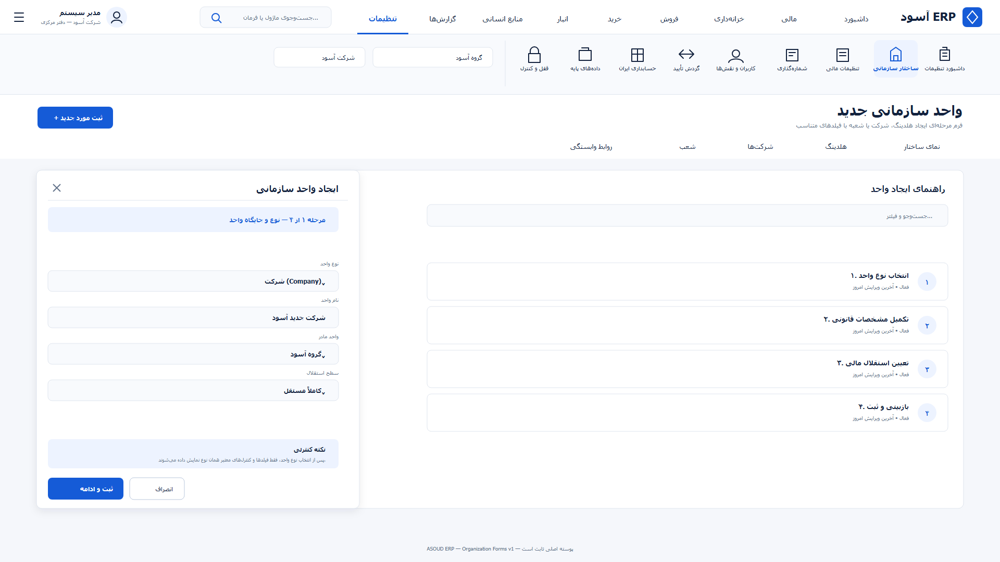 ERP آسود
داشبورد
مالی
خزانه‌داری
فروش
خرید
انبار
منابع انسانی
گزارش‌ها
تنظیمات
جست‌وجوی ماژول یا فرمان...
مدیر سیستم
شرکت آسود — دفتر مرکزی
داشبورد تنظیمات
ساختار سازمانی
تنظیمات مالی
شماره‌گذاری
کاربران و نقش‌ها
گردش تأیید
حسابداری ایران
داده‌های پایه
قفل و کنترل
گروه آسود
شرکت آسود
واحد سازمانی جدید
فرم مرحله‌ای ایجاد هلدینگ، شرکت یا شعبه با فیلدهای متناسب
ثبت مورد جدید +
نمای ساختار
هلدینگ
شرکت‌ها
شعب
روابط وابستگی
راهنمای ایجاد واحد
جست‌وجو و فیلتر...
۱
۱. انتخاب نوع واحد
فعال • آخرین ویرایش امروز
۲
۲. تکمیل مشخصات قانونی
فعال • آخرین ویرایش امروز
۳
۳. تعیین استقلال مالی
فعال • آخرین ویرایش امروز
۴
۴. بازبینی و ثبت
فعال • آخرین ویرایش امروز
ایجاد واحد سازمانی
مرحله ۱ از ۴ — نوع و جایگاه واحد
نوع واحد
شرکت (Company)
نام واحد
شرکت جدید آسود
واحد مادر
گروه آسود
سطح استقلال
کاملاً مستقل
نکته کنترلی
پس از انتخاب نوع واحد، فقط فیلدها و کنترل‌های معتبر همان نوع نمایش داده می‌شوند.
انصراف
ثبت و ادامه
ASOUD ERP — Organization Forms v1 — پوسته اصلی ثابت است